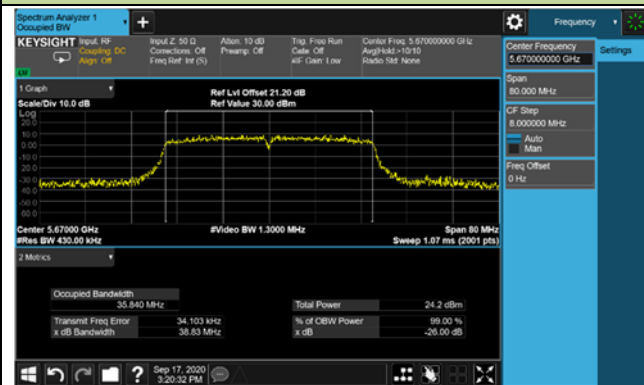 Spectrum Analyzer 1
Occupied BW
Frequency
KEYSIGHT
Input: RF
Coupling: DC
Align: Off
Input Z: 50 Ω
Corrections: Off
Freq Ref: Int (S)
Atten: 10 dB
Preamp: Off
Trig: Free Run
Gate: Off
#IF Gain: Low
Center Freq: 5.670000000 GHz
Avg|Hold:>10/10
Radio Std: None
Center Frequency
5.670000000 GHz
Settings
Span
80.000 MHz
CF Step
8.000000 MHz
Auto
Man
Freq Offset
0 Hz
1 Graph
Scale/Div 10.0 dB
Ref Lvl Offset 21.20 dB
Ref Value 30.00 dBm
Log
20.0
10.0
0.00
-10.0
-20.0
-30.0
-40.0
-50.0
-60.0
Center 5.67000 GHz
#Res BW 430.00 kHz
#Video BW 1.3000 MHz
Span 80 MHz
Sweep 1.07 ms (2001 pts)
2 Metrics
Occupied Bandwidth
35.840 MHz
Total Power 24.2 dBm
Transmit Freq Error 34.103 kHz
% of OBW Power 99.00 %
x dB Bandwidth 38.83 MHz
x dB -26.00 dB
Sep 17, 2020
3:20:32 PM